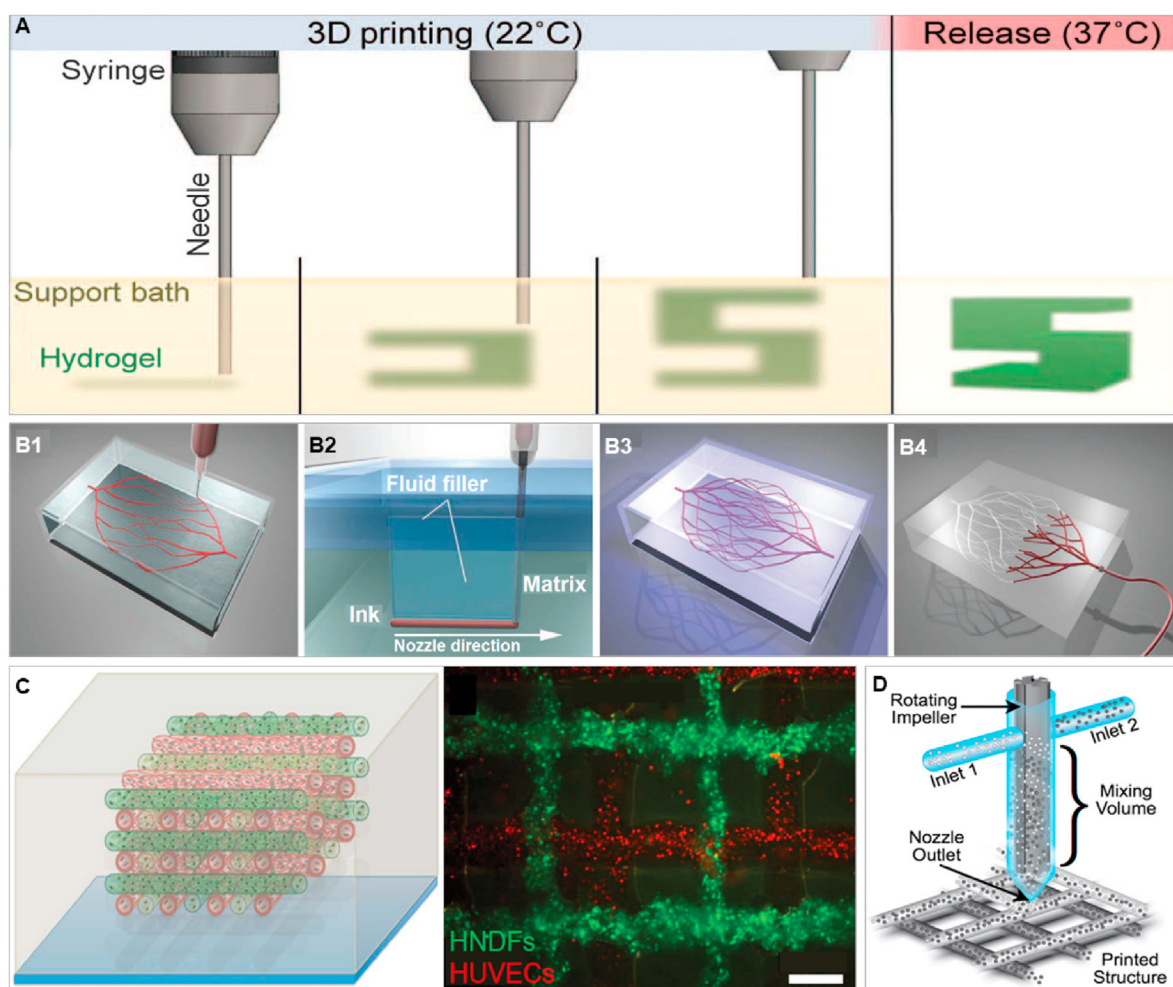 A
3D printing (22°C)
Release (37°C)
Syringe
Needle
Support bath
Hydrogel
B1
B2
Fluid filler
Matrix
Ink
Nozzle direction
B3
B4
C
HNDFs
HUVECs
D
Rotating
Impeller
Inlet 1
Inlet 2
Mixing
Volume
Nozzle
Outlet
Printed
Structure